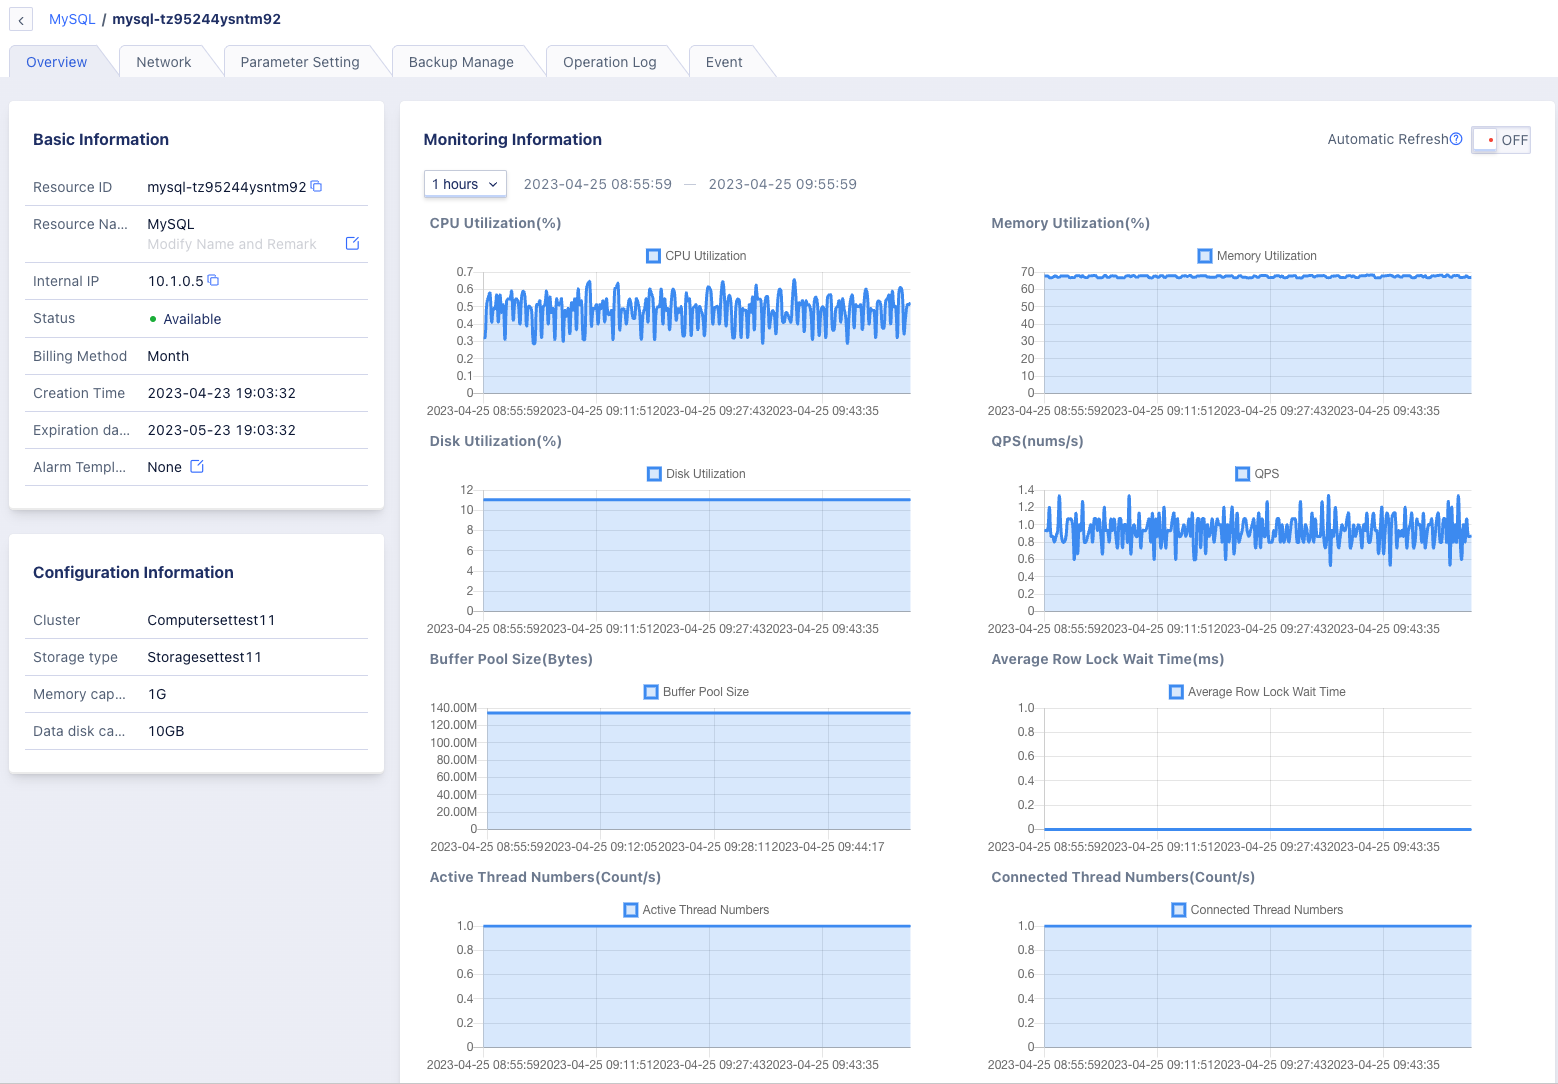 MySQL / mysql-tz95244ysntm92
Overview
Network
Parameter Setting
Backup Manage
Operation Log
Event
Basic Information
Resource ID mysql-tz95244ysntm92
Resource Na... MySQL
Modify Name and Remark
Internal IP 10.1.0.5
Status Available
Billing Method Month
Creation Time 2023-04-23 19:03:32
Expiration da... 2023-05-23 19:03:32
Alarm Templ... None
Configuration Information
Cluster Computersettest11
Storage type Storagesettest11
Memory cap... 1G
Data disk ca... 10GB
Monitoring Information
Automatic Refresh OFF
1 hours 2023-04-25 08:55:59 — 2023-04-25 09:55:59
CPU Utilization(%)
CPU Utilization
0.7
0.6
0.5
0.4
0.3
0.2
0.1
0
2023-04-25 08:55:59 2023-04-25 09:11:51 2023-04-25 09:27:43 2023-04-25 09:43:35
Memory Utilization(%)
Memory Utilization
70
60
50
40
30
20
10
0
2023-04-25 08:55:59 2023-04-25 09:11:51 2023-04-25 09:27:43 2023-04-25 09:43:35
Disk Utilization(%)
Disk Utilization
12
10
8
6
4
2
0
2023-04-25 08:55:59 2023-04-25 09:11:51 2023-04-25 09:27:43 2023-04-25 09:43:35
QPS(nums/s)
QPS
1.4
1.2
1.0
0.8
0.6
0.4
0.2
0
2023-04-25 08:55:59 2023-04-25 09:11:51 2023-04-25 09:27:43 2023-04-25 09:43:35
Buffer Pool Size(Bytes)
Buffer Pool Size
140.00M
120.00M
100.00M
80.00M
60.00M
40.00M
20.00M
0
2023-04-25 08:55:59 2023-04-25 09:12:05 2023-04-25 09:28:11 2023-04-25 09:44:17
Average Row Lock Wait Time(ms)
Average Row Lock Wait Time
1.0
0.8
0.6
0.4
0.2
0
2023-04-25 08:55:59 2023-04-25 09:11:51 2023-04-25 09:27:43 2023-04-25 09:43:35
Active Thread Numbers(Count/s)
Active Thread Numbers
1.0
0.8
0.6
0.4
0.2
0
2023-04-25 08:55:59 2023-04-25 09:11:51 2023-04-25 09:27:43 2023-04-25 09:43:35
Connected Thread Numbers(Count/s)
Connected Thread Numbers
1.0
0.8
0.6
0.4
0.2
0
2023-04-25 08:55:59 2023-04-25 09:11:51 2023-04-25 09:27:43 2023-04-25 09:43:35